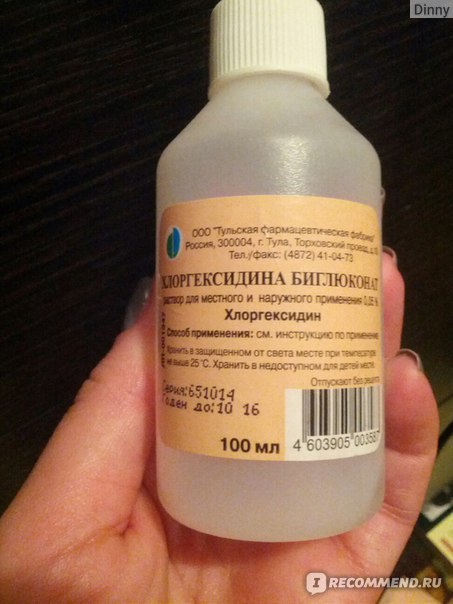 Dinny
ООО "Тульская фармацевтическая фабрика"
Россия, 300004, г. Тула, Торховский проезд, д.10
Тел./факс: (4872) 41-04-73
ХЛОРГЕКСИДИНА БИГЛЮКОНАТ
раствор для местного и наружного применения 0,05 %
Хлоргексидин
Способ применения: см. инструкцию по применению
Хранить в защищенном от света месте при температуре
не выше 25°С. Хранить в недоступном для детей месте.
Отпускают без рецепта
Серия: 651014
Годен до: 10 16
100 мл
4 603905 003587
IRECOMMEND.RU